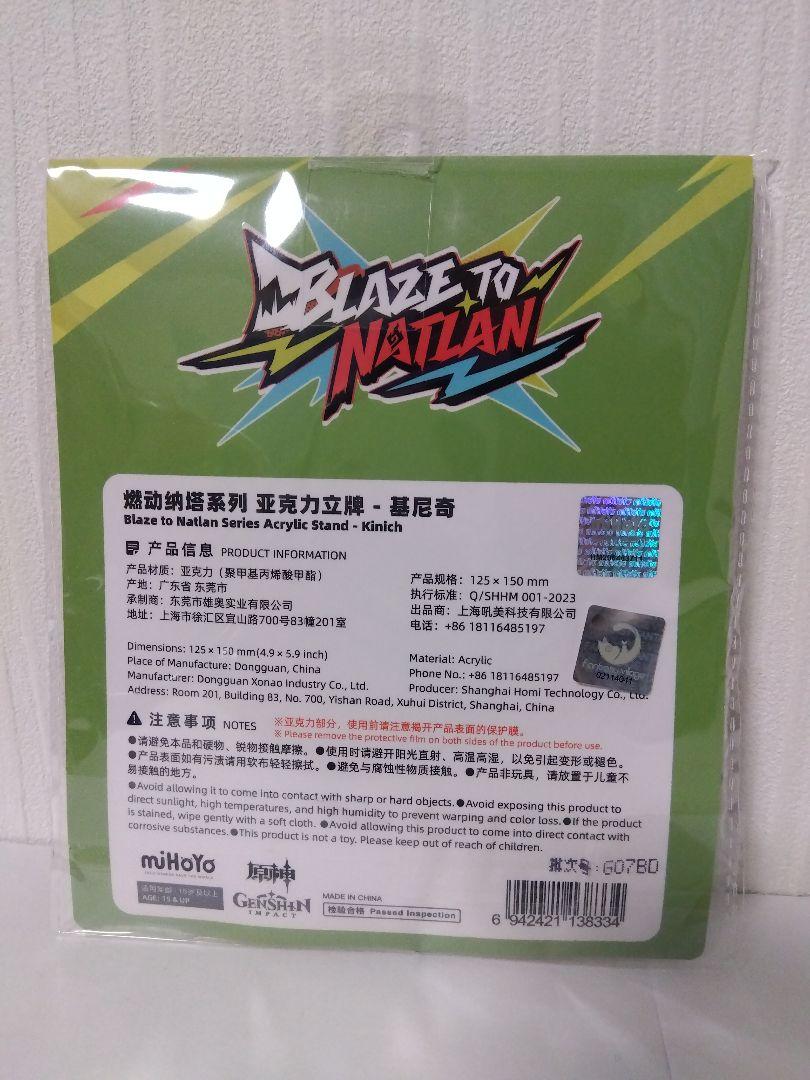 BLAZE TO
NATLAN
燃动纳塔系列 亚克力立牌 - 基尼奇
Blaze to Natlan Series Acrylic Stand - Kinich
产品信息 PRODUCT INFORMATION
产品材质：亚克力（聚甲基丙烯酸甲酯）
产地：广东省 东莞市
承制商：东莞市雄奥实业有限公司
地址：上海市徐汇区宜山路700号83幢201室
产品规格：125 × 150 mm
执行标准：Q/SHHM 001-2023
出品商：上海吼美科技有限公司
电话：+86 18116485197
Dimensions: 125 × 150 mm(4.9 × 5.9 inch)
Place of Manufacture: Dongguan, China
Manufacturer: Dongguan Xonao Industry Co., Ltd.
Material: Acrylic
Phone No.: +86 18116485197
Producer: Shanghai Homi Technology Co., Ltd.
Address: Room 201, Building 83, No. 700, Yishan Road, Xuhui District, Shanghai, China
02114041
注意事项 NOTES
※亚克力部分，使用前请注意揭开产品表面的保护膜。
※ Please remove the protective film on both sides of the product before use.
●请避免本品和硬物、锐物接触摩擦。●使用时请避开阳光直射、高温高湿，以免引起变形或褪色。
●产品表面如有污渍请用软布轻轻擦拭。●避免与腐蚀性物质接触。●产品非玩具，请放置于儿童不
易接触的地方。
●Avoid allowing it to come into contact with sharp or hard objects.●Avoid exposing this product to
direct sunlight, high temperatures, and high humidity to prevent warping and color loss.●If the product
is stained, wipe gently with a soft cloth. ●Avoid allowing this product to come into direct contact with
corrosive substances.●This product is not a toy. Please keep out of reach of children.
miHoYo
TECH OTAKUS SAVE THE WORLD
适用年龄：15岁及以上
AGE: 15 & UP
原神
GENSHIN
IMPACT
MADE IN CHINA
检验合格 Passed Inspection
批次号:G07BD
6 942421 138334